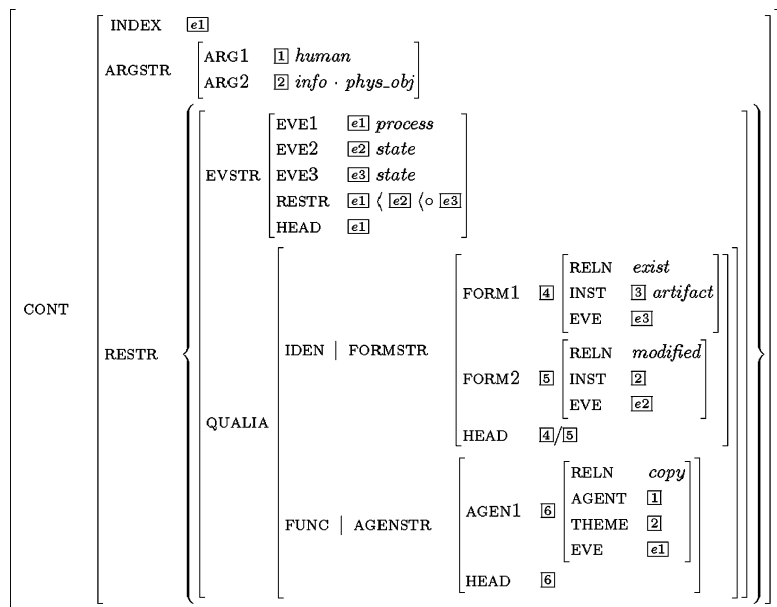 INDEX e1
ARGSTR
ARG1 1 human
ARG2 2 info · phys_obj
EVSTR
EVE1 e1 process
EVE2 e2 state
EVE3 e3 state
RESTR e1 ⟨ e2 ⟨∘ e3
HEAD e1
CONT
RESTR
QUALIA
IDEN | FORMSTR
FORM1 4
RELN exist
INST 3 artifact
EVE e3
FORM2 5
RELN modified
INST 2
EVE e2
HEAD 4/5
FUNC | AGENSTR
AGEN1 6
RELN copy
AGENT 1
THEME 2
EVE e1
HEAD 6